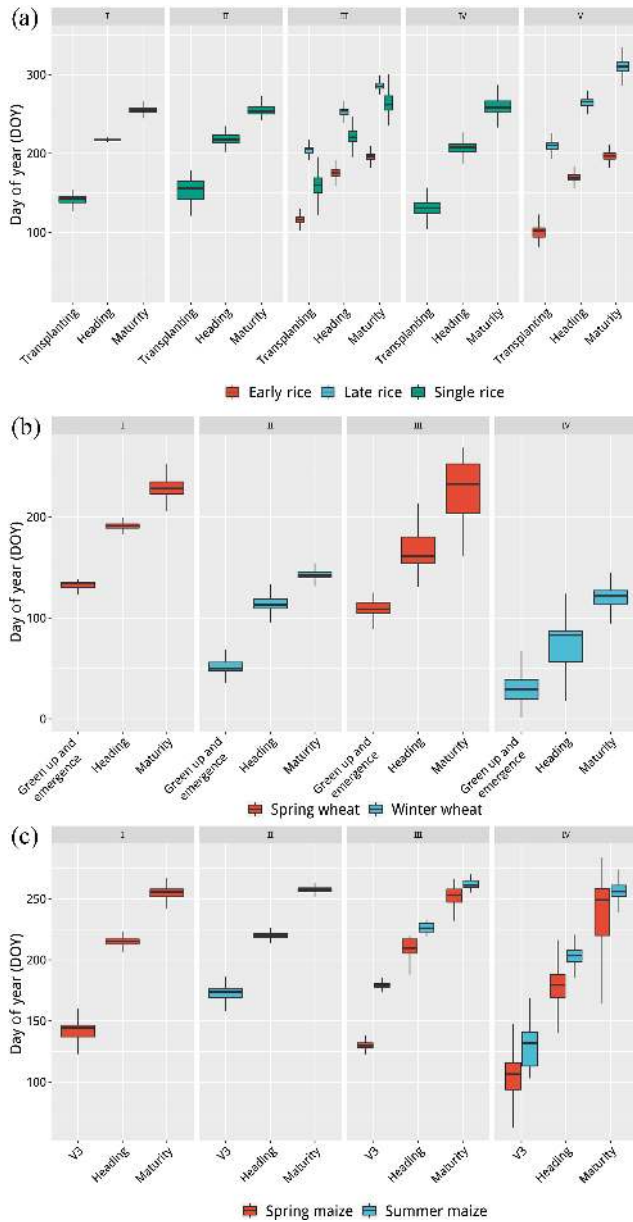 (a)
I II III IV V
300
200
100
Day of year (DOY)
Transplanting Heading Maturity Transplanting Heading Maturity Transplanting Heading Maturity Transplanting Heading Maturity Transplanting Heading Maturity
Early rice Late rice Single rice
(b)
I II III IV
200
100
0
Day of year (DOY)
Green up and emergence Heading Maturity Green up and emergence Heading Maturity Green up and emergence Heading Maturity Green up and emergence Heading Maturity
Spring wheat Winter wheat
(c)
I II III IV
250
200
150
100
Day of year (DOY)
V3 Heading Maturity V3 Heading Maturity V3 Heading Maturity V3 Heading Maturity
Spring maize Summer maize